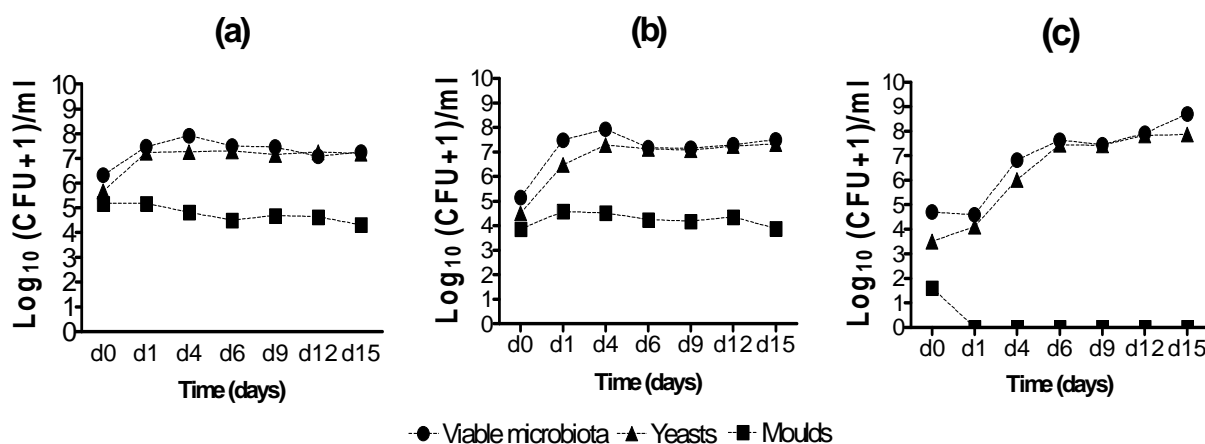 (a)
Log₁₀ (CFU+1)/ml
10
9
8
7
6
5
4
3
2
1
0
d0 d1 d4 d6 d9 d12 d15
Time (days)
(b)
Log₁₀ (CFU+1)/ml
10
9
8
7
6
5
4
3
2
1
0
d0 d1 d4 d6 d9 d12 d15
Time (days)
(c)
Log₁₀ (CFU+1)/ml
10
9
8
7
6
5
4
3
2
1
0
d0 d1 d4 d6 d9 d12 d15
Time (days)
Viable microbiota Yeasts Moulds